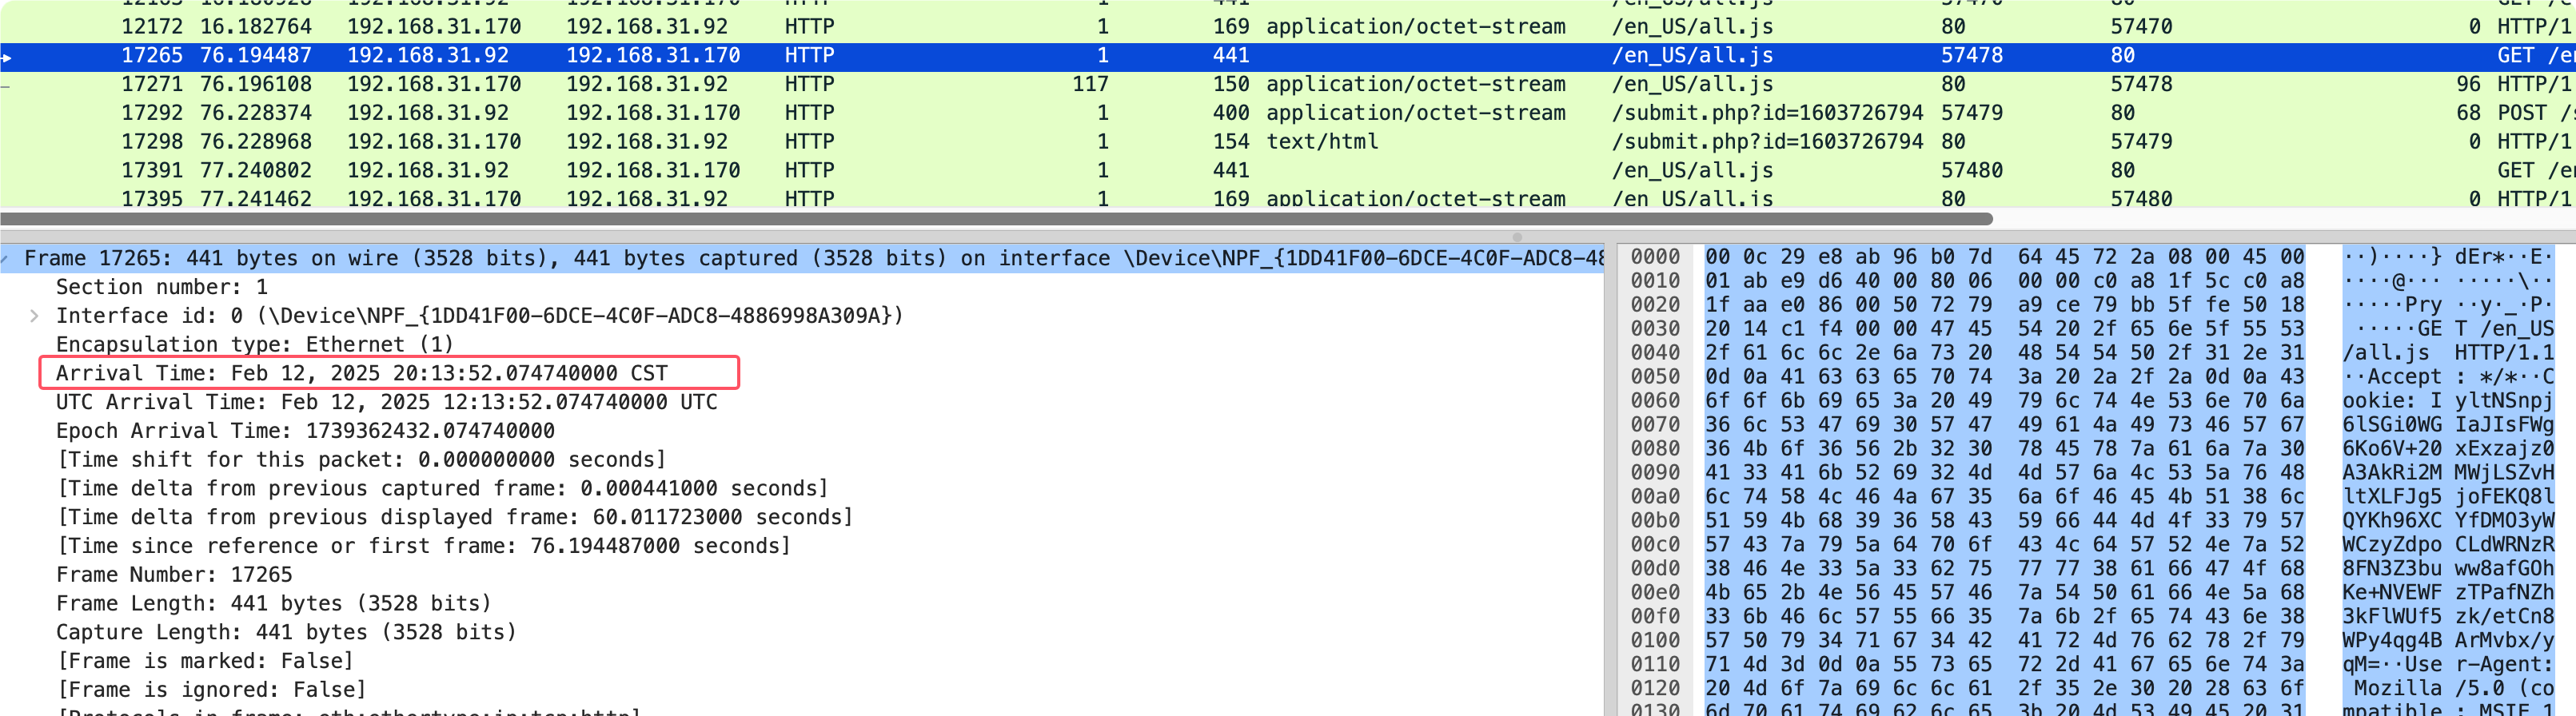 12172 16.182764 192.168.31.170 192.168.31.92 HTTP 1 169 application/octet-stream /en_US/all.js 80 57470 0 HTTP/1
17265 76.194487 192.168.31.92 192.168.31.170 HTTP 1 441 /en_US/all.js 57478 80 GET /e
17271 76.196108 192.168.31.170 192.168.31.92 HTTP 117 150 application/octet-stream /en_US/all.js 80 57478 96 HTTP/1
17292 76.228374 192.168.31.92 192.168.31.170 HTTP 1 400 application/octet-stream /submit.php?id=1603726794 57479 80 68 POST /
17298 76.228968 192.168.31.170 192.168.31.92 HTTP 1 154 text/html /submit.php?id=1603726794 80 57479 0 HTTP/1
17391 77.240802 192.168.31.92 192.168.31.170 HTTP 1 441 /en_US/all.js 57480 80 GET /e
17395 77.241462 192.168.31.170 192.168.31.92 HTTP 1 169 application/octet-stream /en_US/all.js 80 57480 0 HTTP/1
Frame 17265: 441 bytes on wire (3528 bits), 441 bytes captured (3528 bits) on interface \Device\NPF_{1DD41F00-6DCE-4C0F-ADC8-48
Section number: 1
Interface id: 0 (\Device\NPF_{1DD41F00-6DCE-4C0F-ADC8-4886998A309A})
Encapsulation type: Ethernet (1)
Arrival Time: Feb 12, 2025 20:13:52.074740000 CST
UTC Arrival Time: Feb 12, 2025 12:13:52.074740000 UTC
Epoch Arrival Time: 1739362432.074740000
[Time shift for this packet: 0.000000000 seconds]
[Time delta from previous captured frame: 0.000441000 seconds]
[Time delta from previous displayed frame: 60.011723000 seconds]
[Time since reference or first frame: 76.194487000 seconds]
Frame Number: 17265
Frame Length: 441 bytes (3528 bits)
Capture Length: 441 bytes (3528 bits)
[Frame is marked: False]
[Frame is ignored: False]
[Protocols in frame: eth:ethertype:ip:tcp:http]
0000 00 0c 29 e8 ab 96 b0 7d 64 45 72 2a 08 00 45 00 ··)····} dEr*··E·
0010 01 ab e9 d6 40 00 80 06 00 00 c0 a8 1f 5c c0 a8 ····@··· ·····\··
0020 1f aa e0 86 00 50 72 79 a9 ce 79 bb 5f fe 50 18 ·····Pry ··y·_·P·
0030 20 14 c1 f4 00 00 47 45 54 20 2f 65 6e 5f 55 53 ·····GE T /en_US
0040 2f 61 6c 6c 2e 6a 73 20 48 54 54 50 2f 31 2e 31 /all.js HTTP/1.1
0050 0d 0a 41 63 63 65 70 74 3a 20 2a 2f 2a 0d 0a 43 ··Accept : */*··C
0060 6f 6f 6b 69 65 3a 20 49 79 6c 74 4e 53 6e 70 6a ookie: I yltNSnpj
0070 36 6c 53 47 69 30 57 47 49 61 4a 49 73 46 57 67 6lSGi0WG IaJIsFWg
0080 36 4b 6f 36 56 2b 32 30 78 45 78 7a 61 6a 7a 30 6Ko6V+20 xExzajz0
0090 41 33 41 6b 52 69 32 4d 4d 57 6a 4c 53 5a 76 48 A3AkRi2M MWjLSZvH
00a0 6c 74 58 4c 46 4a 67 35 6a 6f 46 45 4b 51 38 6c ltXLFJg5 joFEKQ8l
00b0 51 59 4b 68 39 36 58 43 59 66 44 4d 4f 33 79 57 QYKh96XC YfDMO3yW
00c0 57 43 7a 79 5a 64 70 6f 43 4c 64 57 52 4e 7a 52 WCzyZdpo CLdWRNzR
00d0 38 46 4e 33 5a 33 62 75 77 77 38 61 66 47 4f 68 8FN3Z3bu ww8afGOh
00e0 4b 65 2b 4e 56 45 57 46 7a 54 50 61 66 4e 5a 68 Ke+NVEWF zTPafNZh
00f0 33 6b 46 6c 57 55 66 35 7a 6b 2f 65 74 43 6e 38 3kFlWUf5 zk/etCn8
0100 57 50 79 34 71 67 34 42 41 72 4d 76 62 78 2f 79 WPy4qg4B ArMvbx/y
0110 71 4d 3d 0d 0a 55 73 65 72 2d 41 67 65 6e 74 3a qM=··Use r-Agent:
0120 20 4d 6f 7a 69 6c 6c 61 2f 35 2e 30 20 28 63 6f Mozilla /5.0 (co
0130 6d 70 61 74 69 62 6c 65 3b 20 4d 53 49 45 20 31 mpatible ; MSIE 1